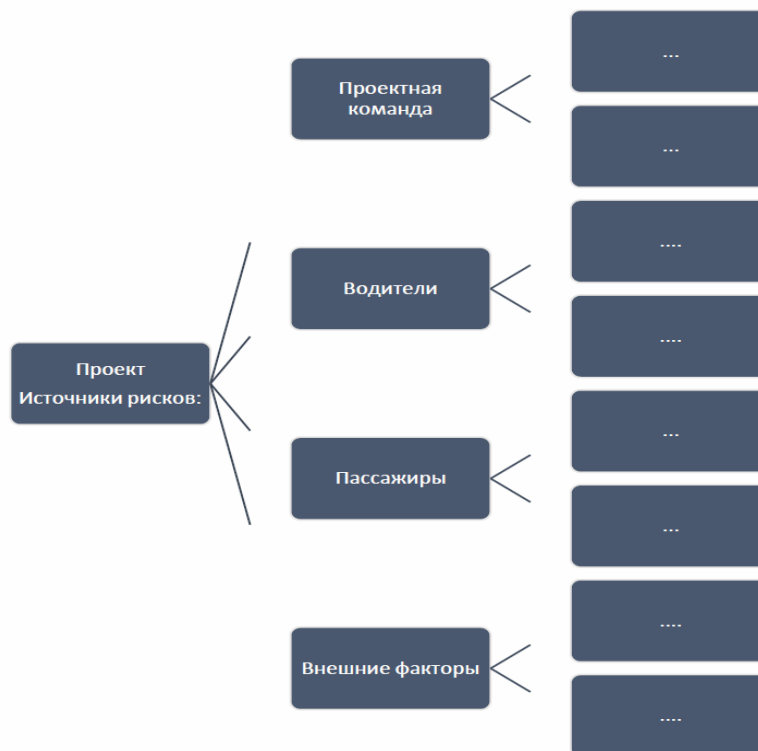 Проект
Источники рисков:
Проектная
команда
...
...
Водители
....
....
Пассажиры
...
...
Внешние факторы
....
....